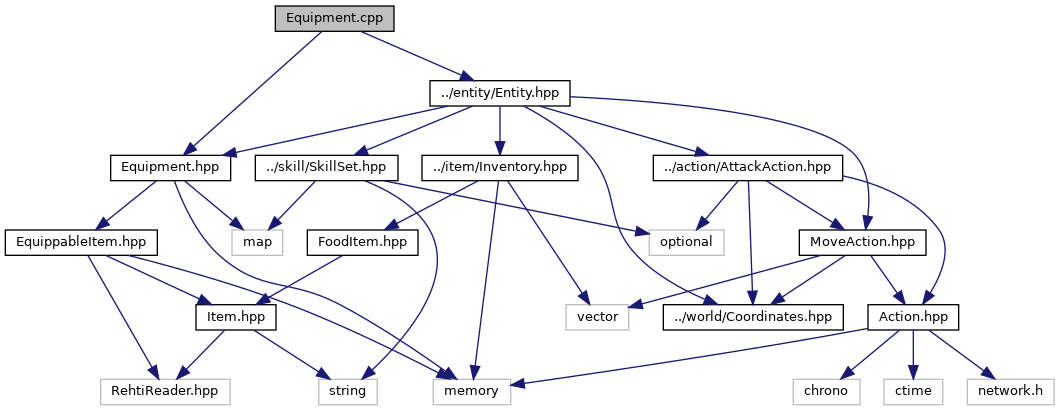 Equipment.cpp
../entity/Entity.hpp
Equipment.hpp
../skill/SkillSet.hpp
../item/Inventory.hpp
../action/AttackAction.hpp
EquippableItem.hpp
map
FoodItem.hpp
optional
MoveAction.hpp
Item.hpp
vector
../world/Coordinates.hpp
Action.hpp
RehtiReader.hpp
string
memory
chrono
ctime
network.h